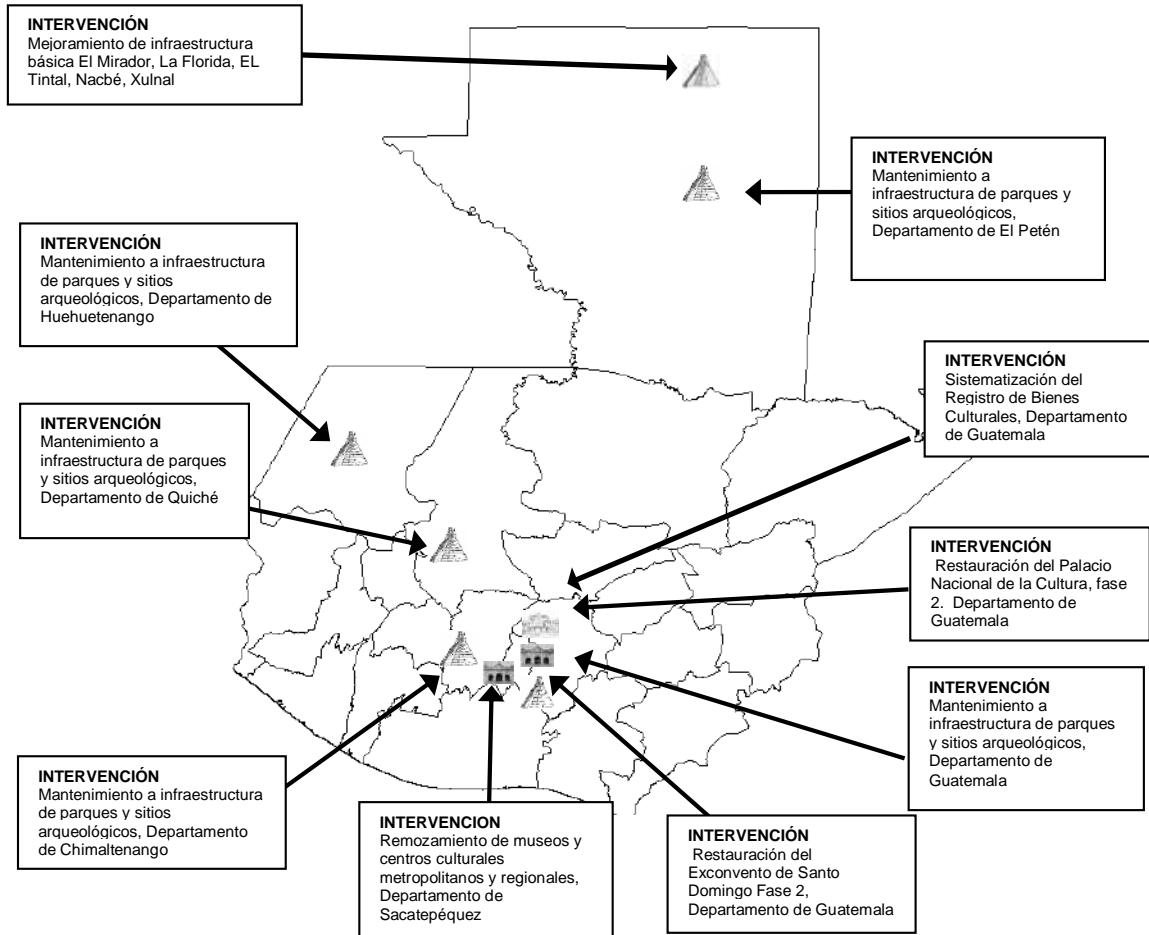 INTERVENCIÓN
Mejoramiento de infraestructura
básica El Mirador, La Florida, EL
Tintal, Nacbé, Xulnal
INTERVENCIÓN
Mantenimiento a
infraestructura de parques y
sitios arqueológicos,
Departamento de El Petén
INTERVENCIÓN
Mantenimiento a infraestructura
de parques y sitios
arqueológicos, Departamento de
Huehuetenango
INTERVENCIÓN
Sistematización del
Registro de Bienes
Culturales, Departamento
de Guatemala
INTERVENCIÓN
Mantenimiento a
infraestructura de parques
y sitios arqueológicos,
Departamento de Quiché
INTERVENCIÓN
Restauración del Palacio
Nacional de la Cultura, fase
2. Departamento de
Guatemala
INTERVENCIÓN
Mantenimiento a
infraestructura de parques
y sitios arqueológicos,
Departamento de
Guatemala
INTERVENCIÓN
Mantenimiento a infraestructura
de parques y sitios
arqueológicos, Departamento
de Chimaltenango
INTERVENCION
Remozamiento de museos y
centros culturales
metropolitanos y regionales,
Departamento de
Sacatepéquez
INTERVENCIÓN
Restauración del
Exconvento de Santo
Domingo Fase 2,
Departamento de Guatemala